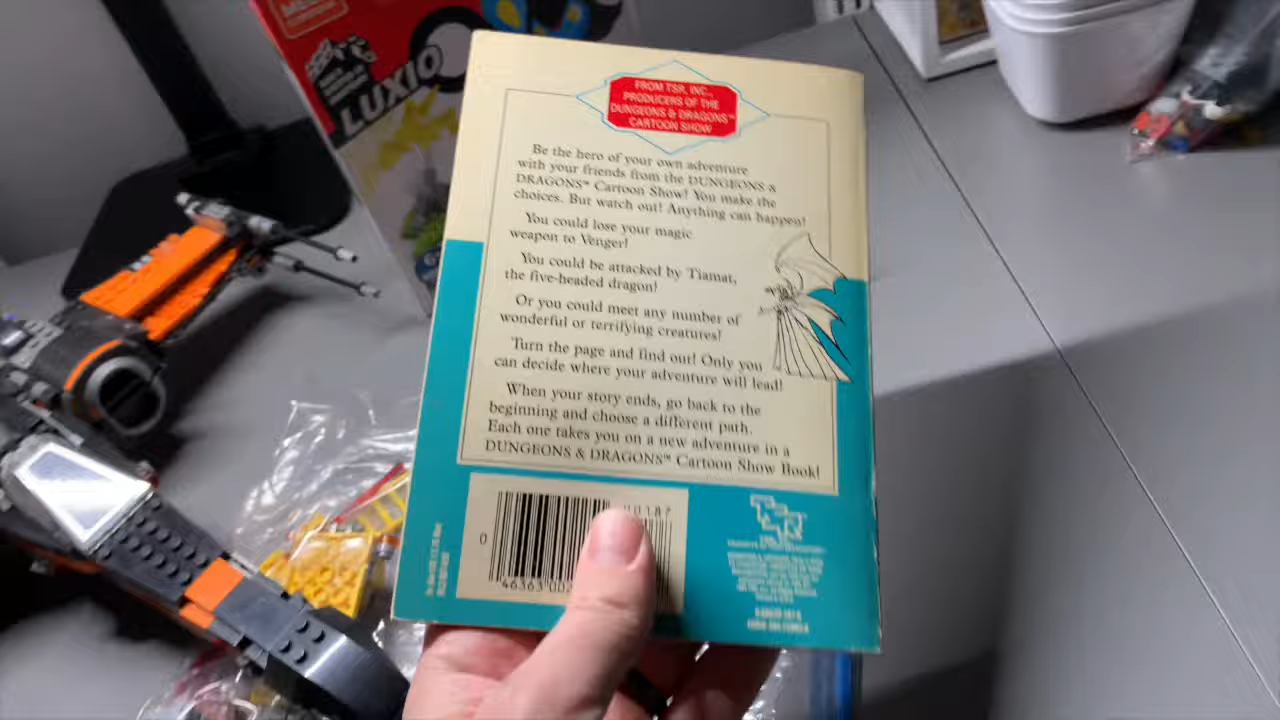 LUXIO
FROM TSR, INC.,
PRODUCERS OF THE
DUNGEONS & DRAGONS™
CARTOON SHOW
Be the hero of your own adventure
with your friends from the DUNGEONS &
DRAGONS™ Cartoon Show! You make the
choices. But watch out! Anything can happen!
You could lose your magic
weapon to Venger!
You could be attacked by Tiamat,
the five-headed dragon!
Or you could meet any number of
wonderful or terrifying creatures!
Turn the page and find out! Only you
can decide where your adventure will lead!
When your story ends, go back to the
beginning and choose a different path.
Each one takes you on a new adventure in a
DUNGEONS & DRAGONS™ Cartoon Show Book!
0
46363 00